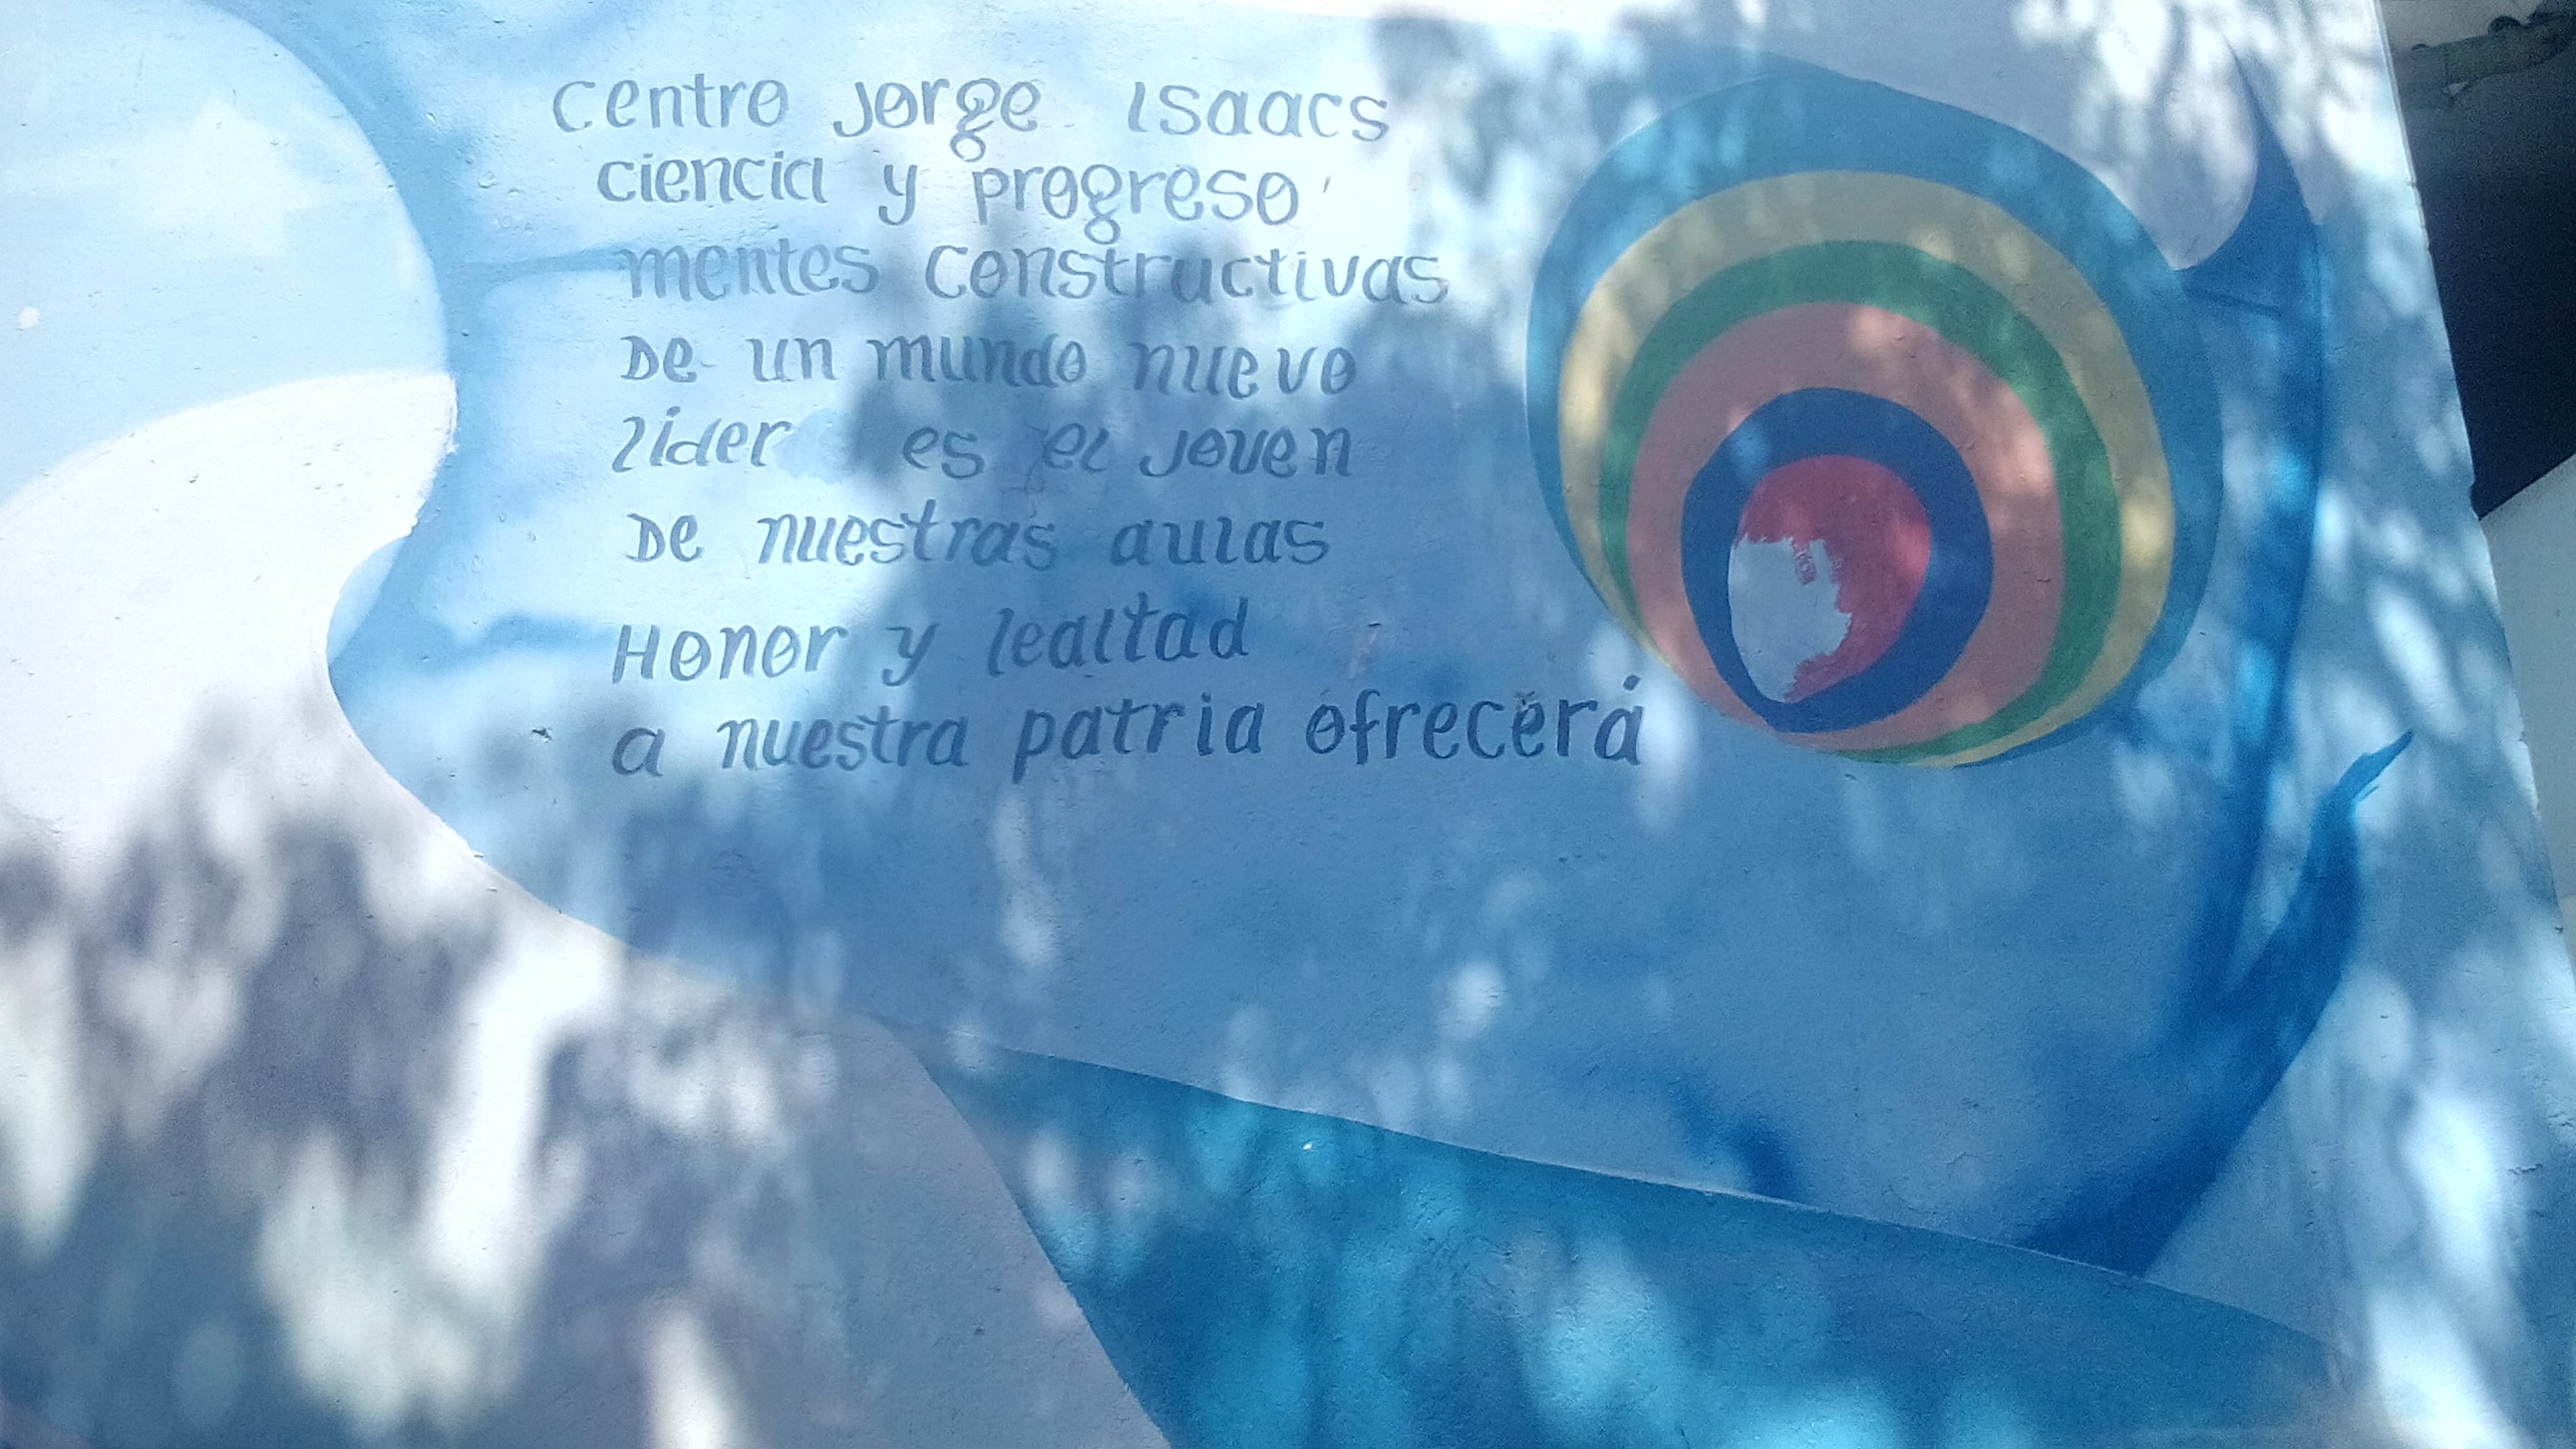 Centro Jorge Isaacs
ciencia y progreso
mentes constructivas
De un mundo nuevo
lider es el joven
De nuestras aulas
Honor y lealtad
a nuestra patria ofrecerá